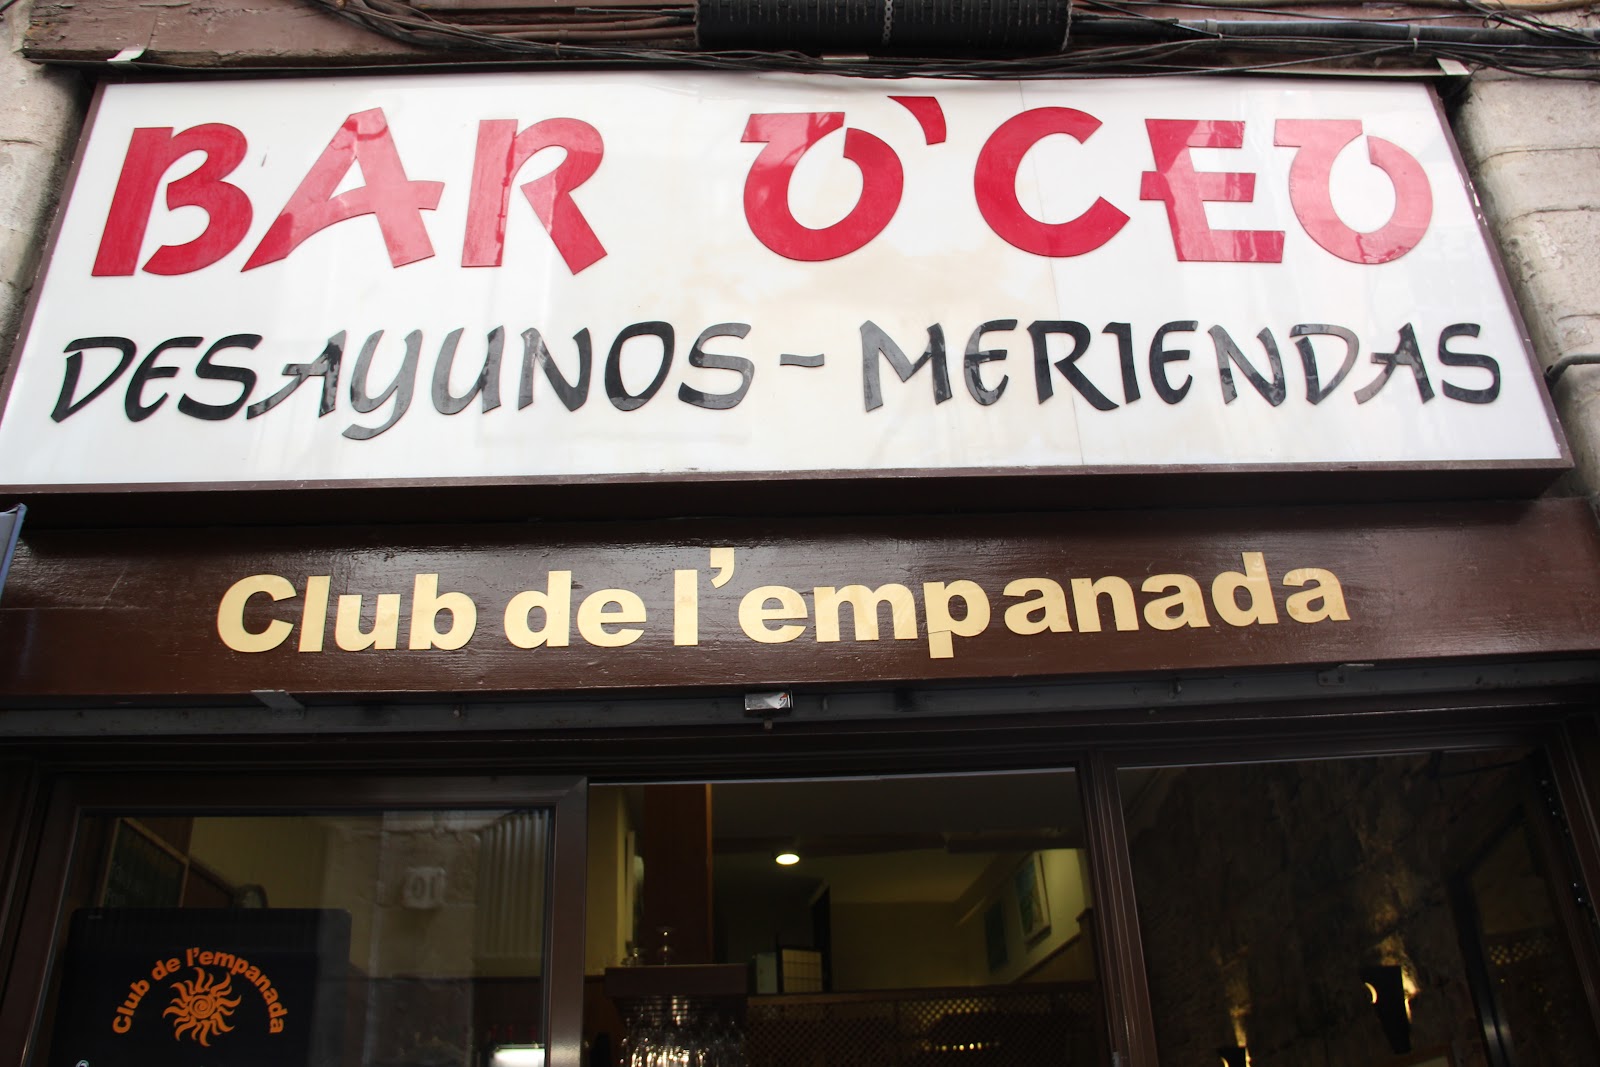 BAR O'CEO
DESAYUNOS - MERIENDAS
Club de l'empanada
Club de l'empanada